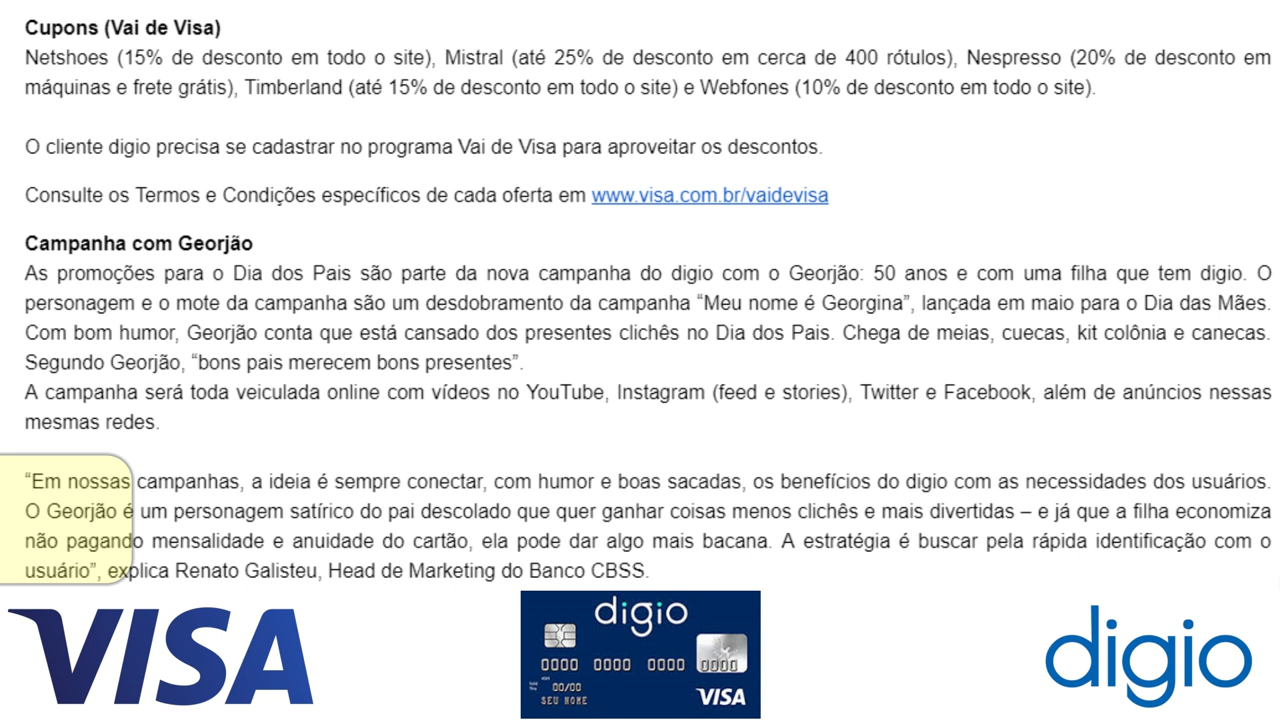 Cupons (Vai de Visa)
Netshoes (15% de desconto em todo o site), Mistral (até 25% de desconto em cerca de 400 rótulos), Nespresso (20% de desconto em
máquinas e frete grátis), Timberland (até 15% de desconto em todo o site) e Webfones (10% de desconto em todo o site).
O cliente digio precisa se cadastrar no programa Vai de Visa para aproveitar os descontos.
Consulte os Termos e Condições específicos de cada oferta em www.visa.com.br/vaidevisa
Campanha com Georjão
As promoções para o Dia dos Pais são parte da nova campanha do digio com o Georjão: 50 anos e com uma filha que tem digio. O
personagem e o mote da campanha são um desdobramento da campanha “Meu nome é Georgina”, lançada em maio para o Dia das Mães.
Com bom humor, Georjão conta que está cansado dos presentes clichês no Dia dos Pais. Chega de meias, cuecas, kit colônia e canecas.
Segundo Georjão, “bons pais merecem bons presentes”.
A campanha será toda veiculada online com vídeos no YouTube, Instagram (feed e stories), Twitter e Facebook, além de anúncios nessas
mesmas redes.
“Em nossas campanhas, a ideia é sempre conectar, com humor e boas sacadas, os benefícios do digio com as necessidades dos usuários.
O Georjão é um personagem satírico do pai descolado que quer ganhar coisas menos clichês e mais divertidas – e já que a filha economiza
não pagando mensalidade e anuidade do cartão, ela pode dar algo mais bacana. A estratégia é buscar pela rápida identificação com o
usuário”, explica Renato Galisteu, Head de Marketing do Banco CBSS.
VISA
digio
0000 0000 0000 0000
00/00
SEU NOME
VISA
digio